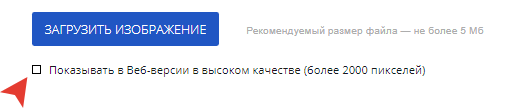 ЗАГРУЗИТЬ ИЗОБРАЖЕНИЕ Рекомендуемый размер файла — не более 5 Мб
Показывать в Веб-версии в высоком качестве (более 2000 пикселей)